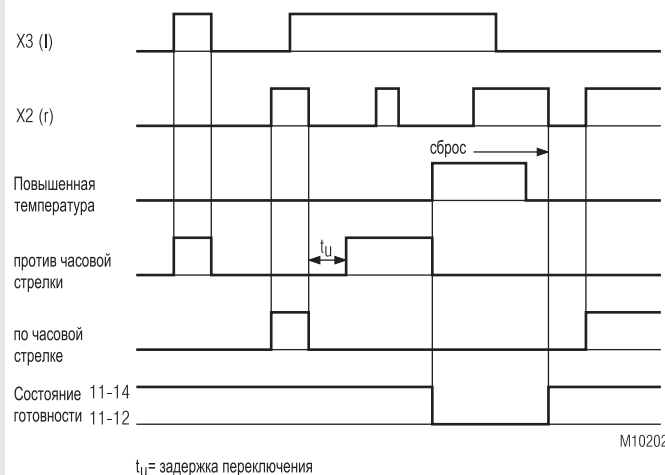 X3 (l)
X2 (r)
сброс
Повышенная
температура
tU
против часовой
стрелки
по часовой
стрелке
Состояние 11-14
готовности 11-12
M10202
tU= задержка переключения